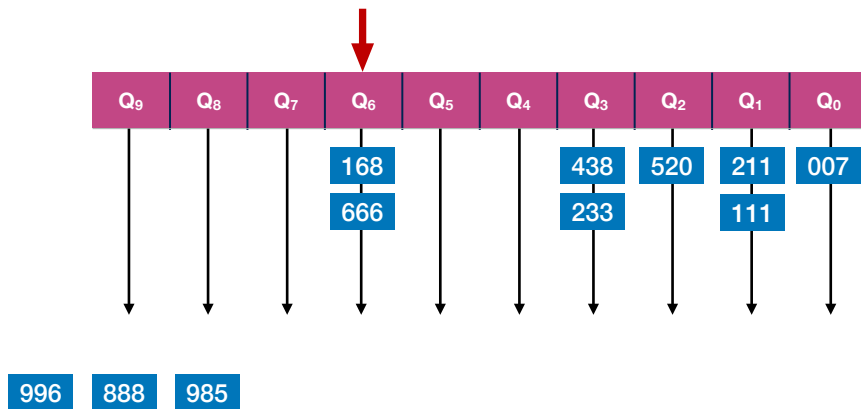 Q₉ Q₈ Q₇ Q₆ Q₅ Q₄ Q₃ Q₂ Q₁ Q₀
168 438 520 211 007
666 233 111
996 888 985